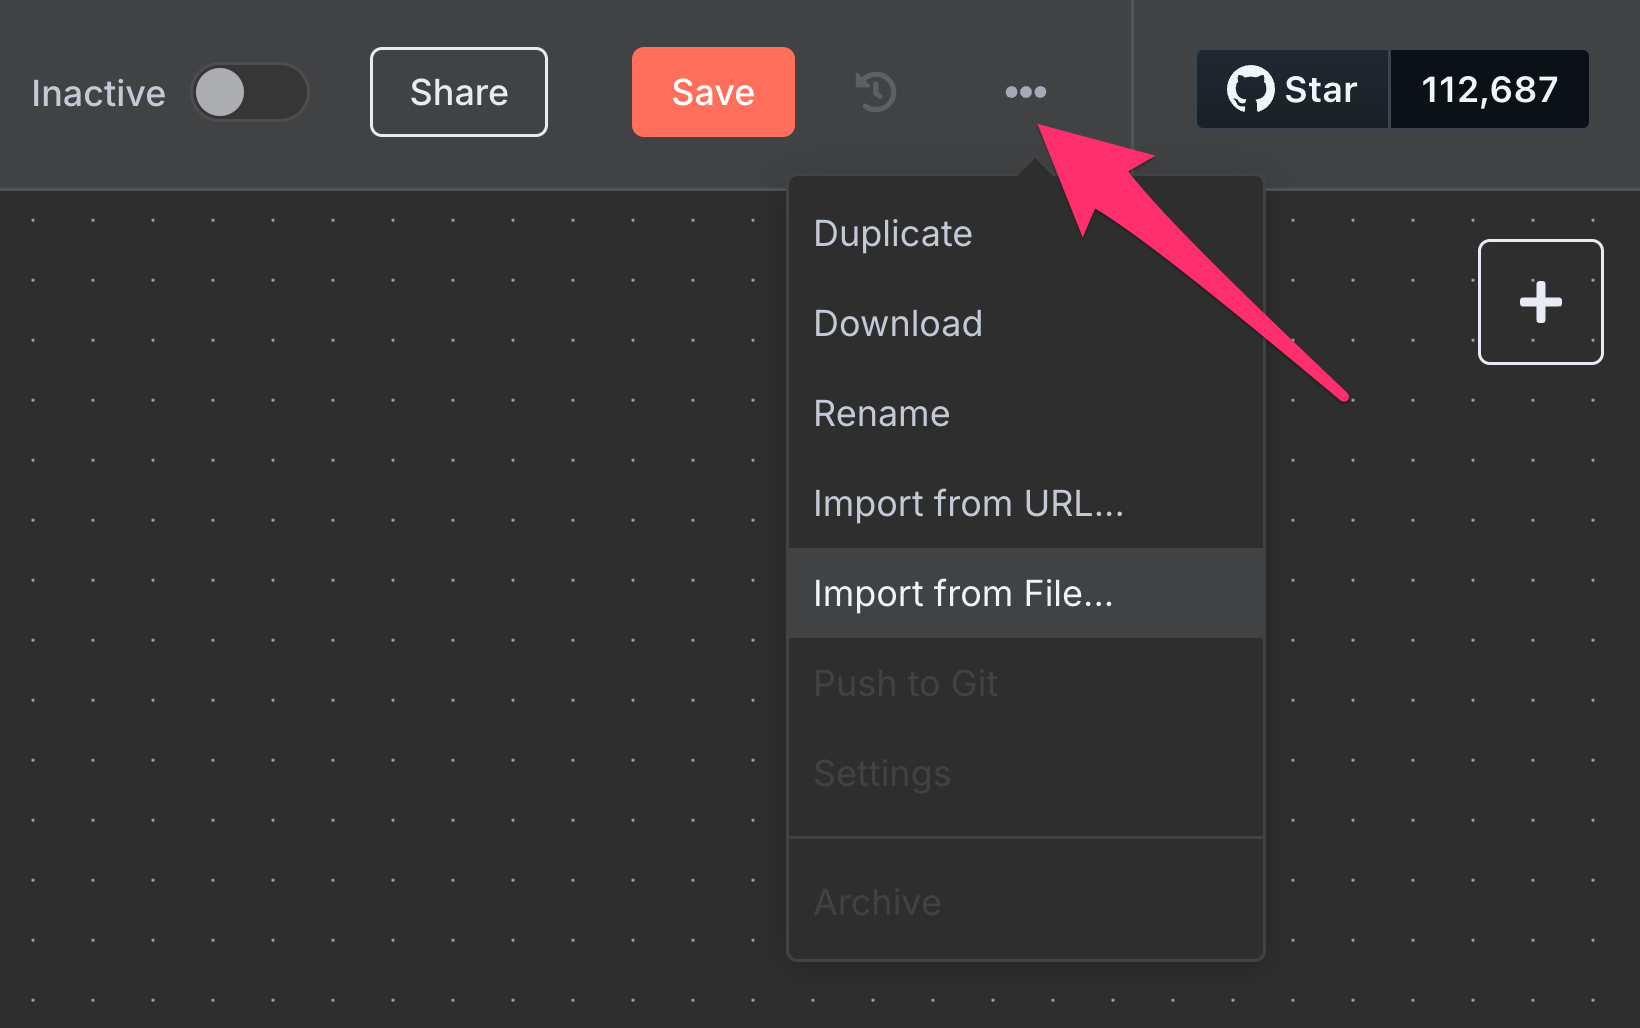 Inactive
Share
Save
Star
112,687
Duplicate
Download
Rename
Import from URL...
Import from File...
Push to Git
Settings
Archive